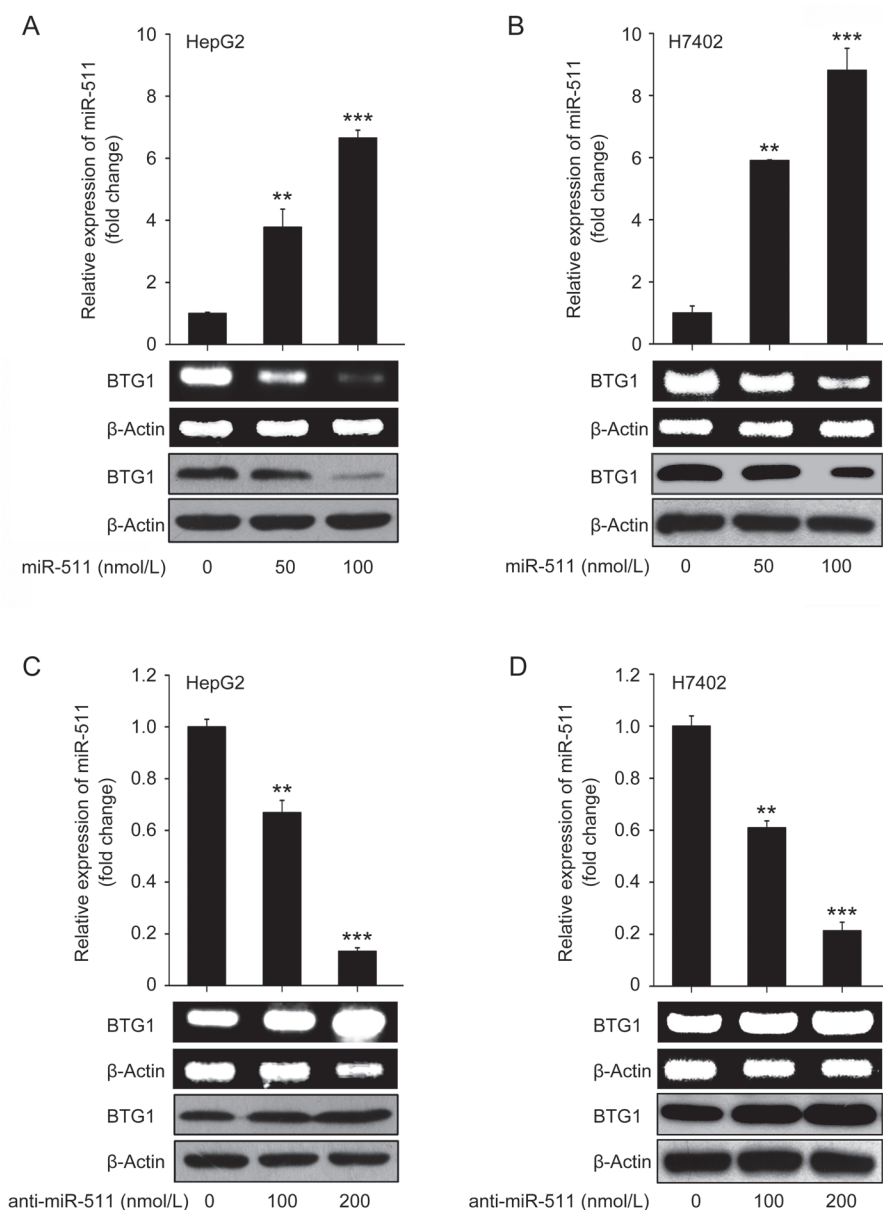 A
HepG2
Relative expression of miR-511
(fold change)
10
8
6
4
2
0
**
***
BTG1
β-Actin
BTG1
β-Actin
miR-511 (nmol/L) 0 50 100
B
H7402
Relative expression of miR-511
(fold change)
10
8
6
4
2
0
**
***
BTG1
β-Actin
BTG1
β-Actin
miR-511 (nmol/L) 0 50 100
C
HepG2
Relative expression of miR-511
(fold change)
1.2
1.0
0.8
0.6
0.4
0.2
0
**
***
BTG1
β-Actin
BTG1
β-Actin
anti-miR-511 (nmol/L) 0 100 200
D
H7402
Relative expression of miR-511
(fold change)
1.2
1.0
0.8
0.6
0.4
0.2
0
**
***
BTG1
β-Actin
BTG1
β-Actin
anti-miR-511 (nmol/L) 0 100 200